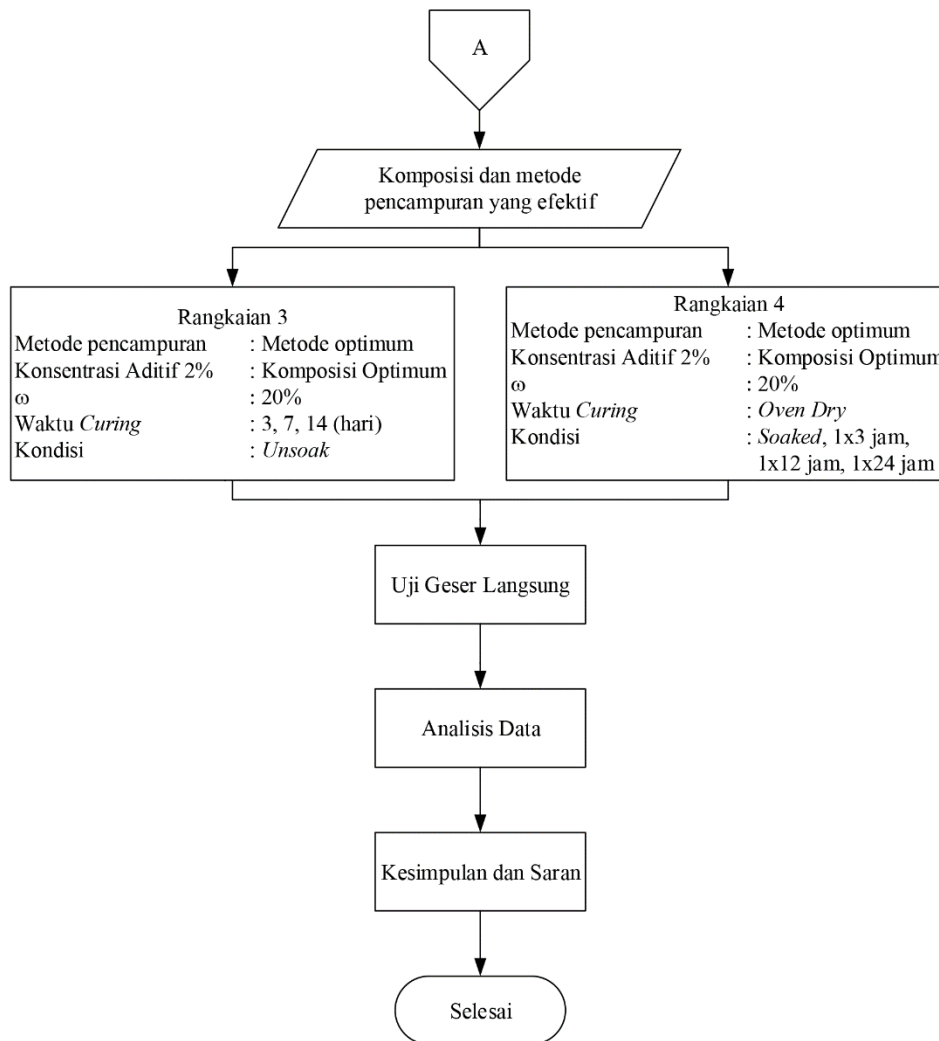 A
Komposisi dan metode
pencampuran yang efektif
Rangkaian 3
Metode pencampuran : Metode optimum
Konsentrasi Aditif 2% : Komposisi Optimum
ω : 20%
Waktu Curing : 3, 7, 14 (hari)
Kondisi : Unsoak
Rangkaian 4
Metode pencampuran : Metode optimum
Konsentrasi Aditif 2% : Komposisi Optimum
ω : 20%
Waktu Curing : Oven Dry
Kondisi : Soaked, 1x3 jam,
1x12 jam, 1x24 jam
Uji Geser Langsung
Analisis Data
Kesimpulan dan Saran
Selesai